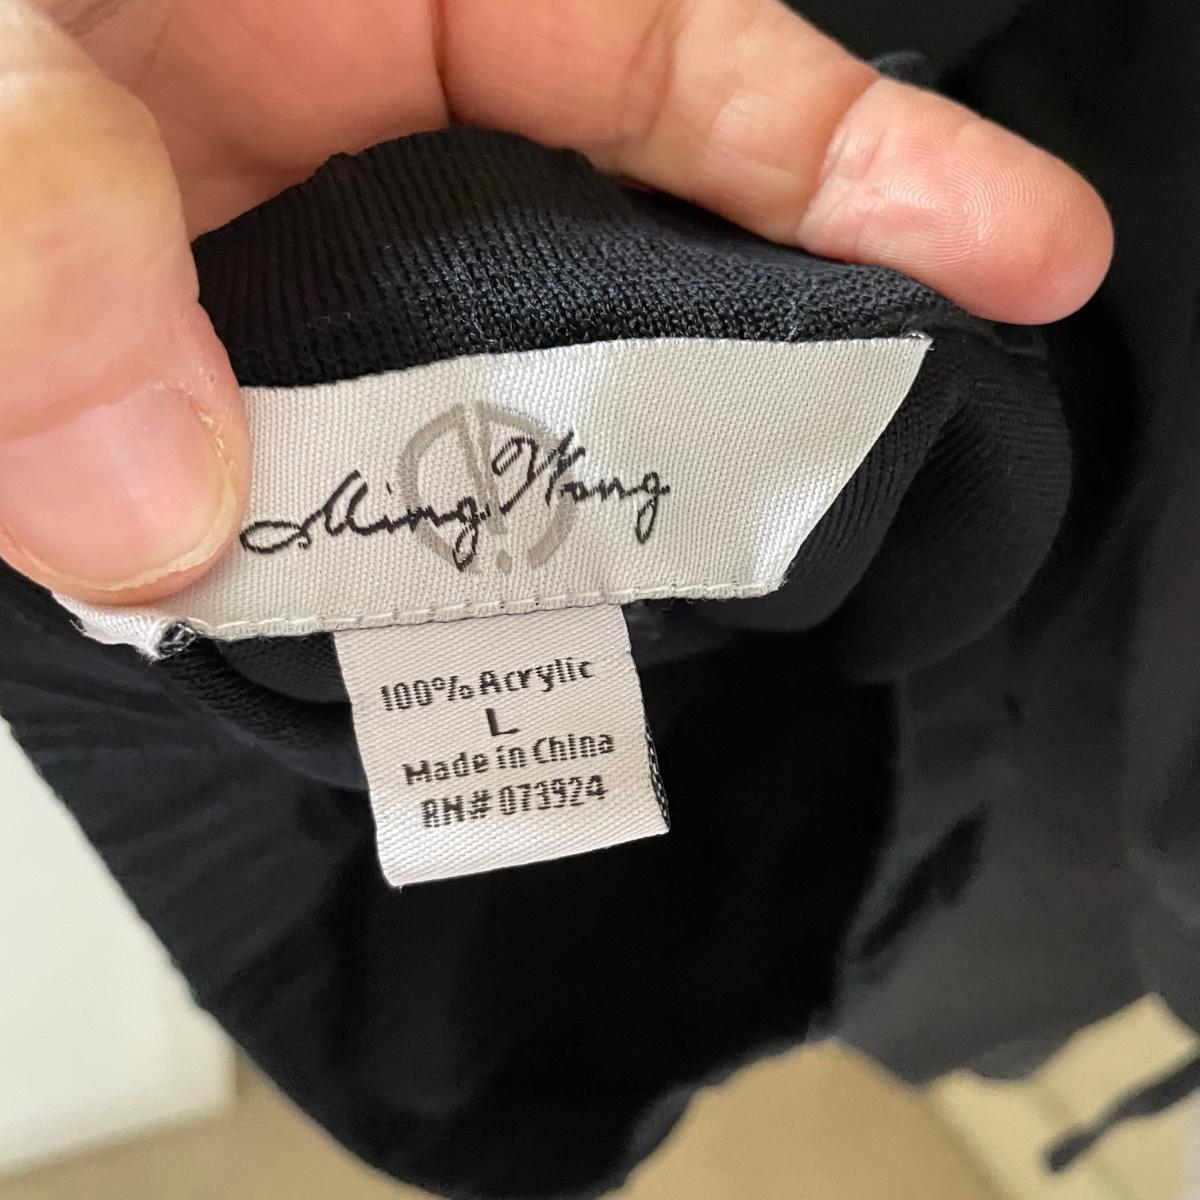 Ming Wang
100% Acrylic
L
Made in China
RN# 073924